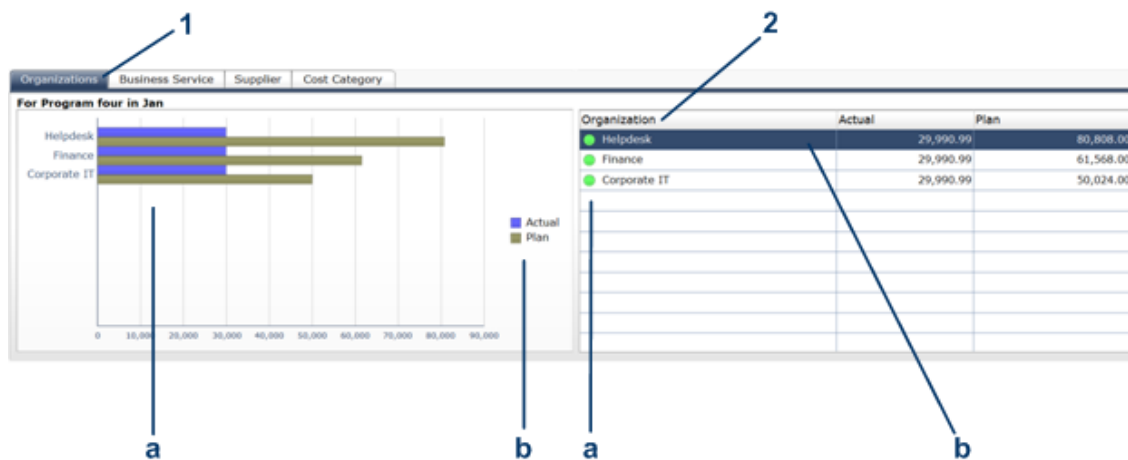 1
2
Organizations Business Service Supplier Cost Category
For Program four in Jan
Helpdesk
Finance
Corporate IT
Actual
Plan
0 10,000 20,000 30,000 40,000 50,000 60,000 70,000 80,000 90,000
Organization Actual Plan
Helpdesk 29,990.99 80,808.00
Finance 29,990.99 61,568.00
Corporate IT 29,990.99 50,024.00
a b a b